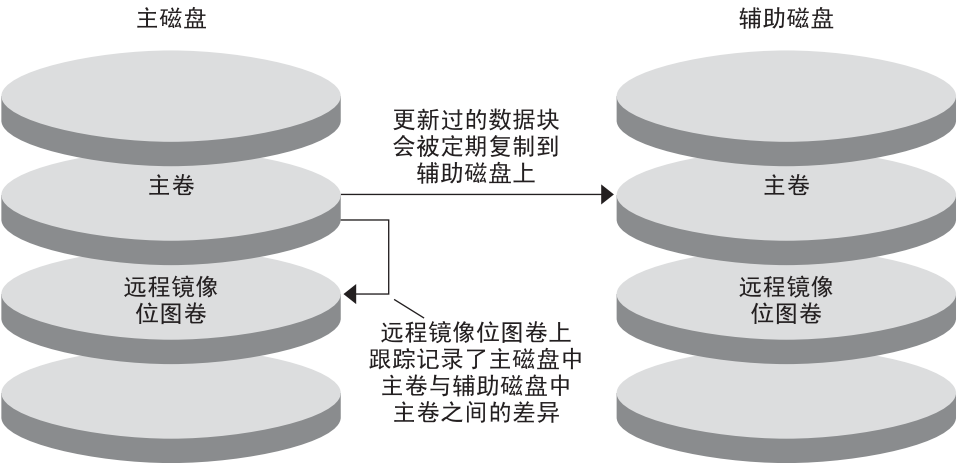 主磁盘
辅助磁盘
更新过的数据块
会被定期复制到
辅助磁盘上
主卷
主卷
远程镜像
位图卷
远程镜像
位图卷
远程镜像位图卷上
跟踪记录了主磁盘中
主卷与辅助磁盘中
主卷之间的差异